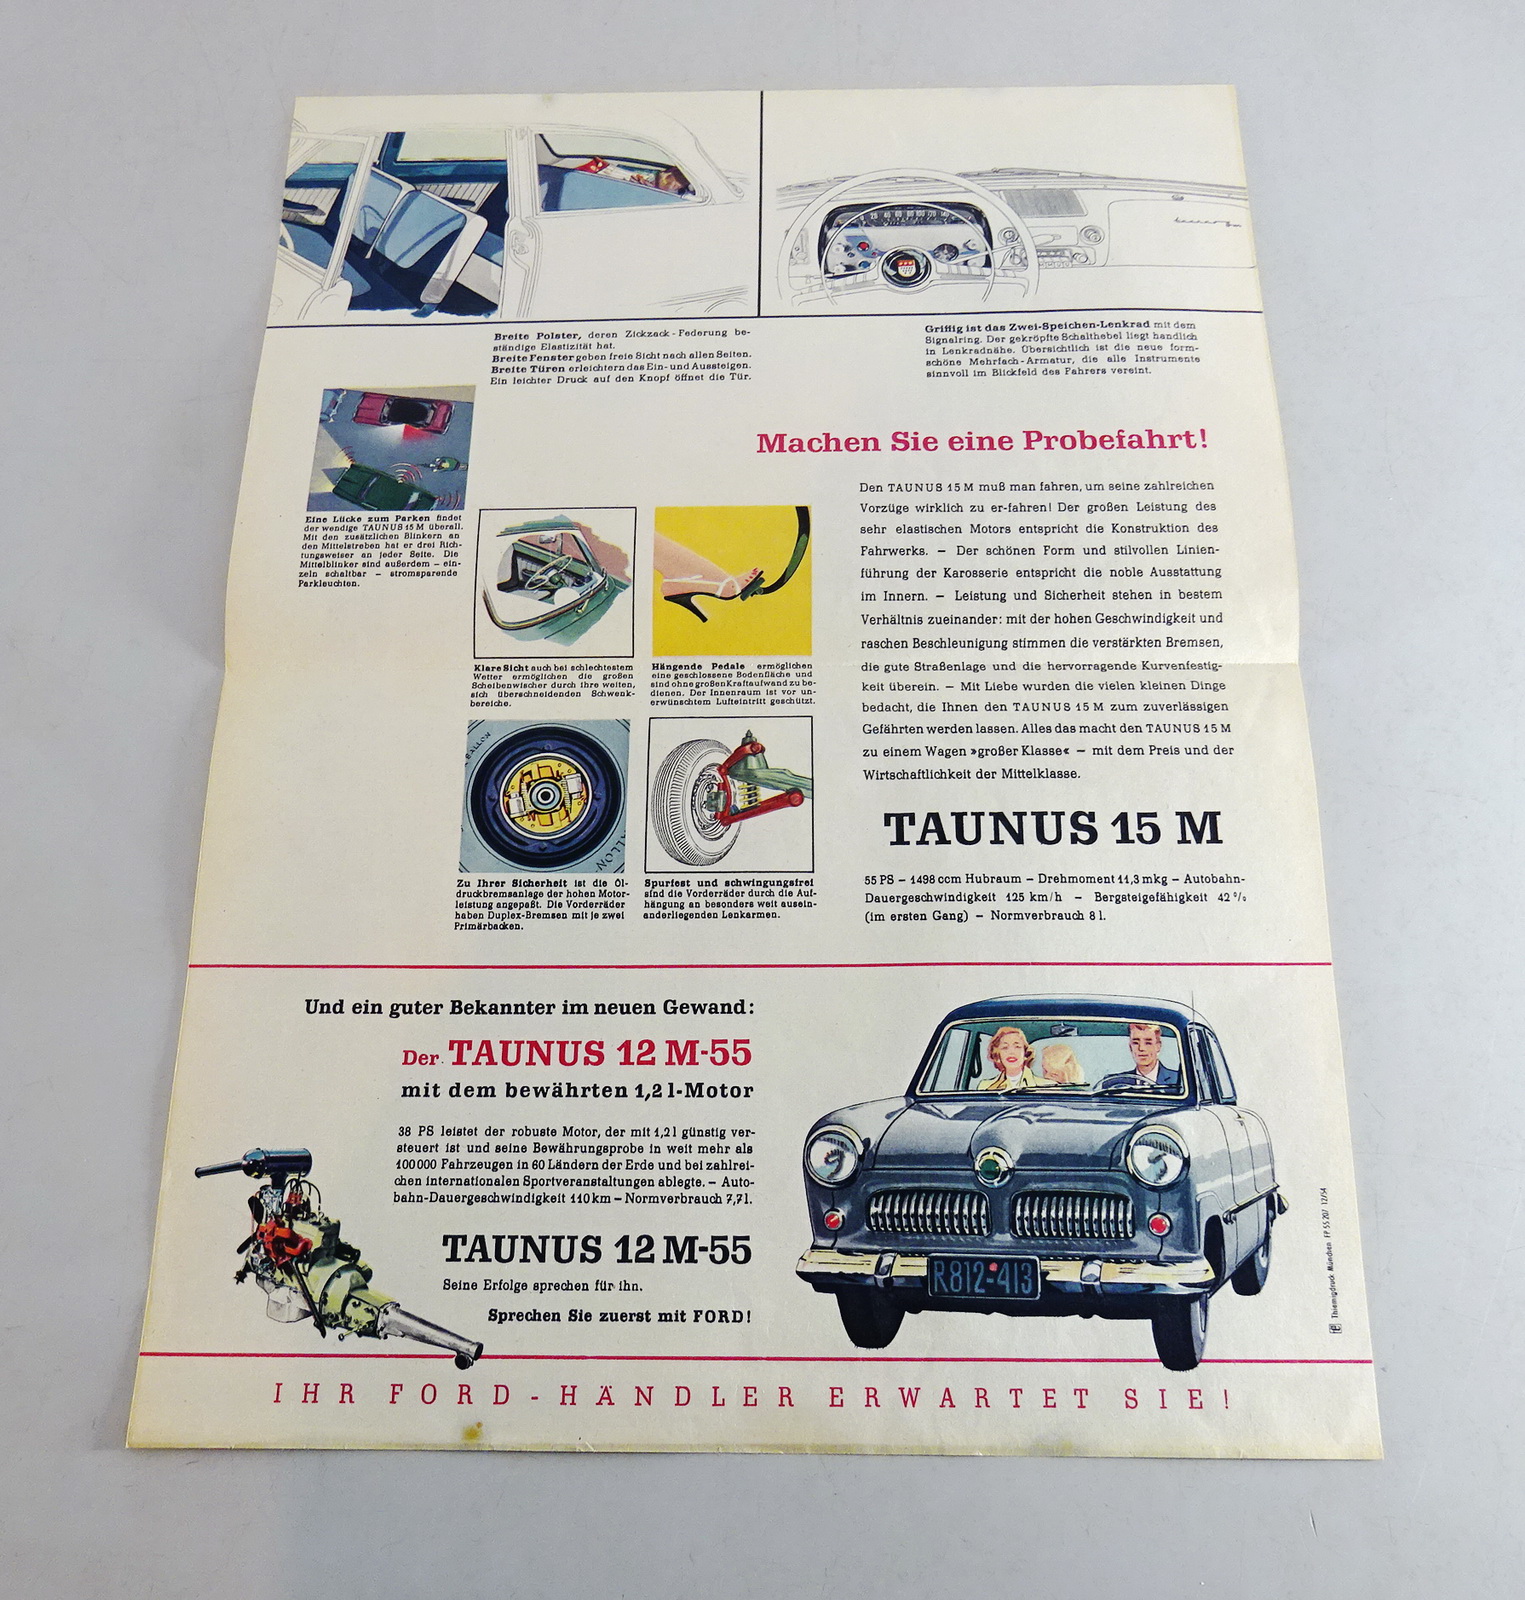 0 20 40 60 80 100 120 140
Breite Polster, deren Zickzack-Federung be-
ständige Elastizität hat.
Breite Fenster geben freie Sicht nach allen Seiten.
Breite Türen erleichtern das Ein- und Aussteigen.
Ein leichter Druck auf den Knopf öffnet die Tür.
Griffig ist das Zwei-Speichen-Lenkrad mit dem
Signalring. Der gekröpfte Schalthebel liegt handlich
in Lenkradnähe. Übersichtlich ist die neue form-
schöne Mehrfach-Armatur, die alle Instrumente
sinnvoll im Blickfeld des Fahrers vereint.
Eine Lücke zum Parken findet
der wendige TAUNUS 15 M überall.
Mit den zusätzlichen Blinkern an
den Mittelstreben hat er drei Rich-
tungsweiser an jeder Seite. Die
Mittelblinker sind außerdem – ein-
zeln schaltbar – stromsparende
Parkleuchten.
Klare Sicht auch bei schlechtestem
Wetter ermöglichen die großen
Scheibenwischer durch ihre weiten,
sich überschneidenden Schwenk-
bereiche.
Hängende Pedale ermöglichen
eine geschlossene Bodenfläche und
sind ohne großen Kraftaufwand zu be-
dienen. Der Innenraum ist vor un-
erwünschtem Lufteintritt geschützt.
BALLON
ALLON
Zu Ihrer Sicherheit ist die Öl-
druckbremsanlage der hohen Motor-
leistung angepaßt. Die Vorderräder
haben Duplex-Bremsen mit je zwei
Primärbacken.
Spurfest und schwingungsfrei
sind die Vorderräder durch die Auf-
hängung an besonders weit ausein-
anderliegenden Lenkarmen.
Machen Sie eine Probefahrt!
Den TAUNUS 15 M muß man fahren, um seine zahlreichen
Vorzüge wirklich zu er-fahren! Der großen Leistung des
sehr elastischen Motors entspricht die Konstruktion des
Fahrwerks. – Der schönen Form und stilvollen Linien-
führung der Karosserie entspricht die noble Ausstattung
im Innern. – Leistung und Sicherheit stehen in bestem
Verhältnis zueinander: mit der hohen Geschwindigkeit und
raschen Beschleunigung stimmen die verstärkten Bremsen,
die gute Straßenlage und die hervorragende Kurvenfestig-
keit überein. – Mit Liebe wurden die vielen kleinen Dinge
bedacht, die Ihnen den TAUNUS 15 M zum zuverlässigen
Gefährten werden lassen. Alles das macht den TAUNUS 15 M
zu einem Wagen »großer Klasse« – mit dem Preis und der
Wirtschaftlichkeit der Mittelklasse.
TAUNUS 15 M
55 PS – 1498 ccm Hubraum – Drehmoment 11,3 mkg – Autobahn-
Dauergeschwindigkeit 125 km/h – Bergsteigefähigkeit 42 %
(im ersten Gang) – Normverbrauch 8 l.
Und ein guter Bekannter im neuen Gewand:
Der TAUNUS 12 M-55
mit dem bewährten 1,2 l-Motor
38 PS leistet der robuste Motor, der mit 1,2 l günstig ver-
steuert ist und seine Bewährungsprobe in weit mehr als
100 000 Fahrzeugen in 60 Ländern der Erde und bei zahlrei-
chen internationalen Sportveranstaltungen ablegte. – Auto-
bahn-Dauergeschwindigkeit 110 km – Normverbrauch 7,7 l.
TAUNUS 12 M-55
Seine Erfolge sprechen für ihn.
Sprechen Sie zuerst mit FORD!
R812-413
Thiemigdruck München FP 55 207 12/54
IHR FORD-HÄNDLER ERWARTET SIE!